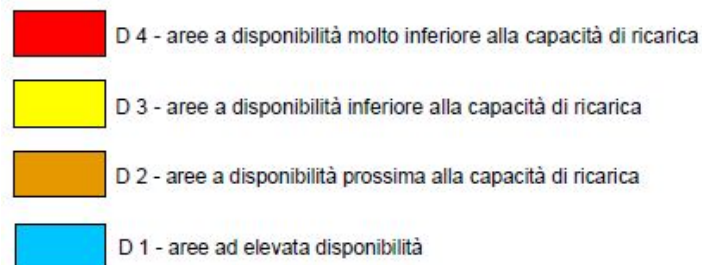 D 4 - aree a disponibilità molto inferiore alla capacità di ricarica
D 3 - aree a disponibilità inferiore alla capacità di ricarica
D 2 - aree a disponibilità prossima alla capacità di ricarica
D 1 - aree ad elevata disponibilità